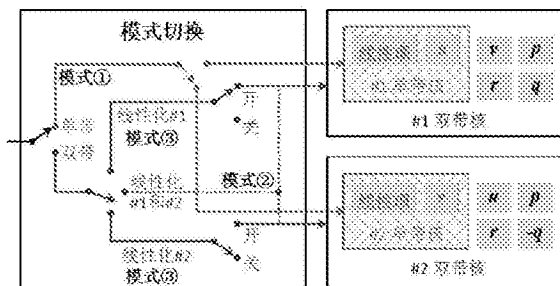 模式切换
模式①
单带
双带
线性化#1
模式③
开
关
线性化
#1和#2
模式②
线性化#2
模式③
开
关
v p
r q
#1 双带核
u p
r -q
#2 双带核